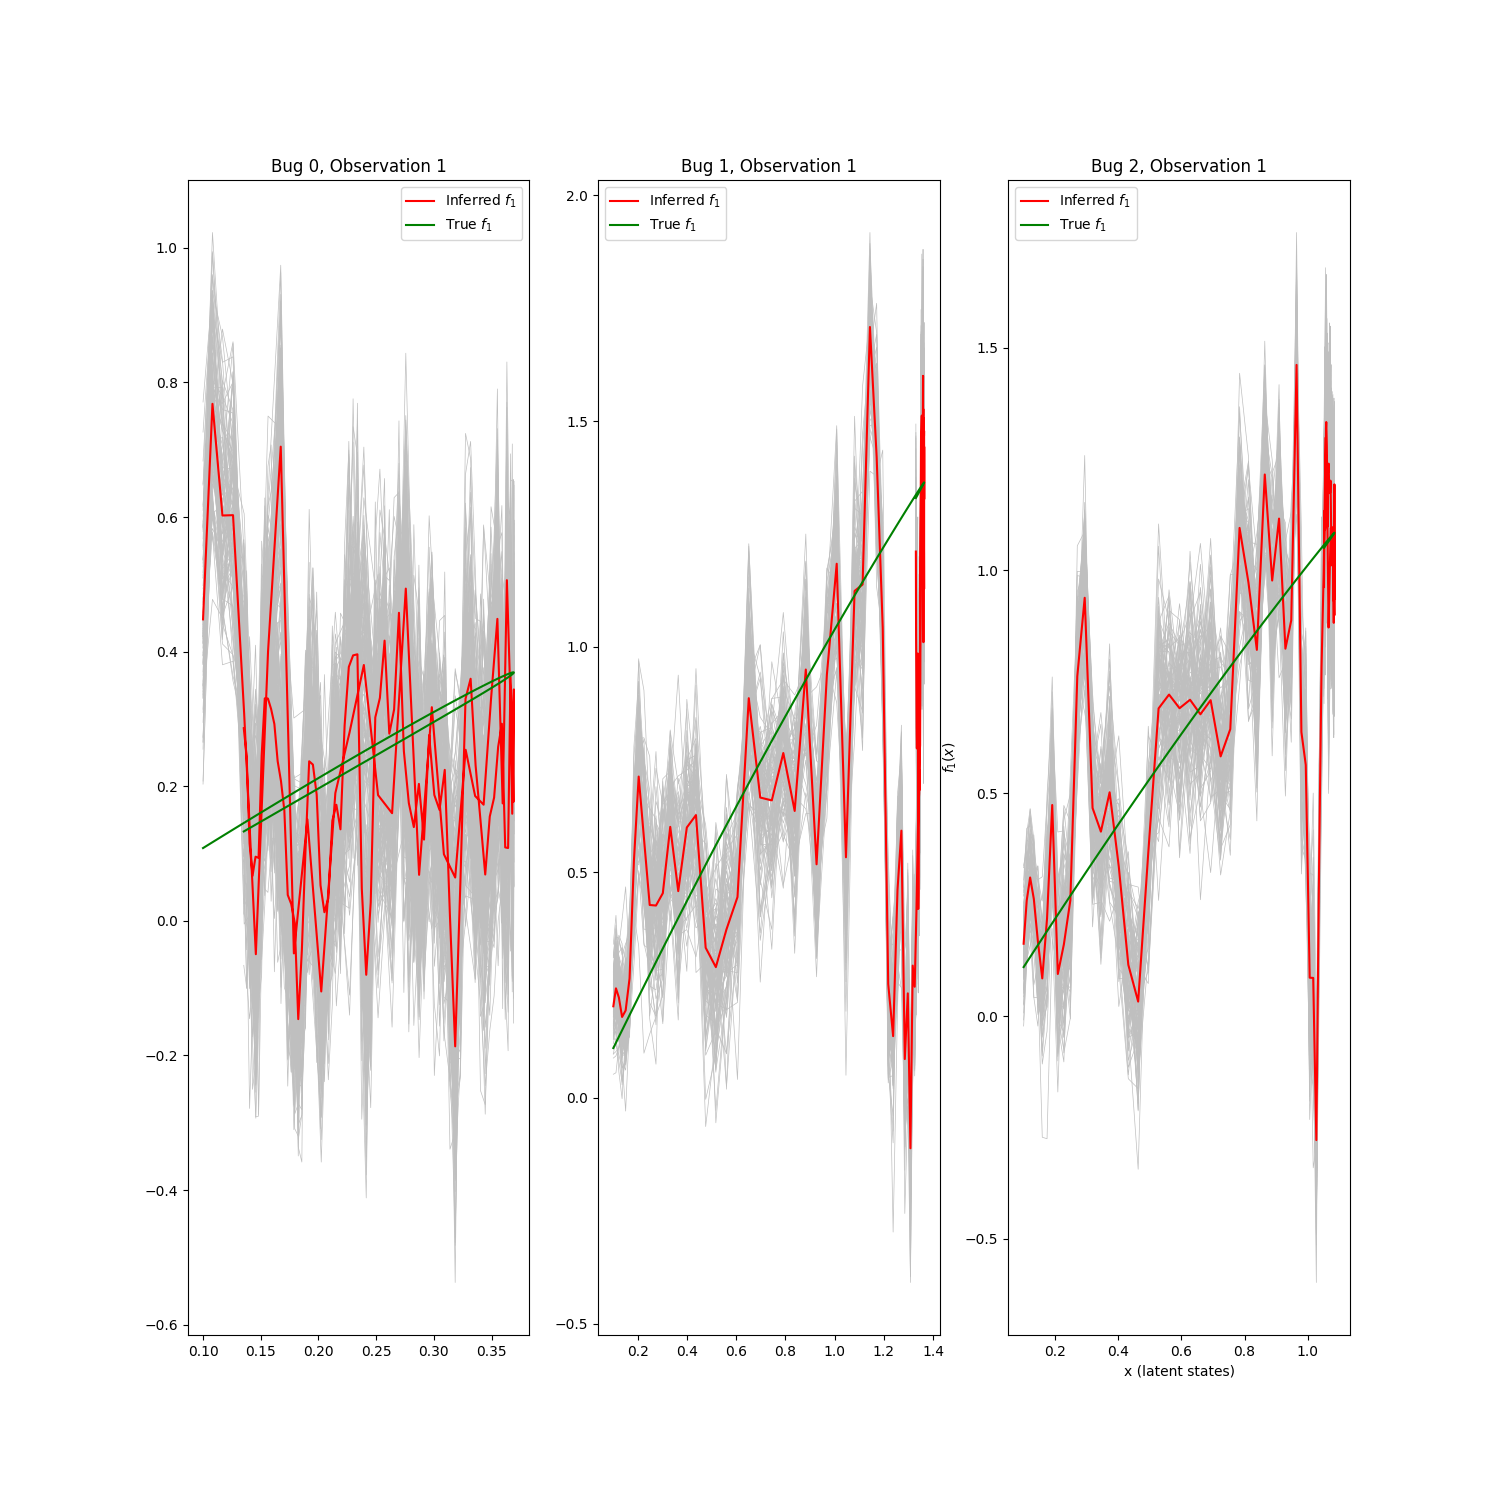 Bug 0, Observation 1
Inferred f₁
True f₁
1.0
0.8
0.6
0.4
0.2
0.0
−0.2
−0.4
−0.6
0.10 0.15 0.20 0.25 0.30 0.35
Bug 1, Observation 1
Inferred f₁
True f₁
2.0
1.5
1.0
0.5
0.0
−0.5
0.2 0.4 0.6 0.8 1.0 1.2 1.4
Bug 2, Observation 1
Inferred f₁
True f₁
f₁(x)
1.5
1.0
0.5
0.0
−0.5
0.2 0.4 0.6 0.8 1.0
x (latent states)